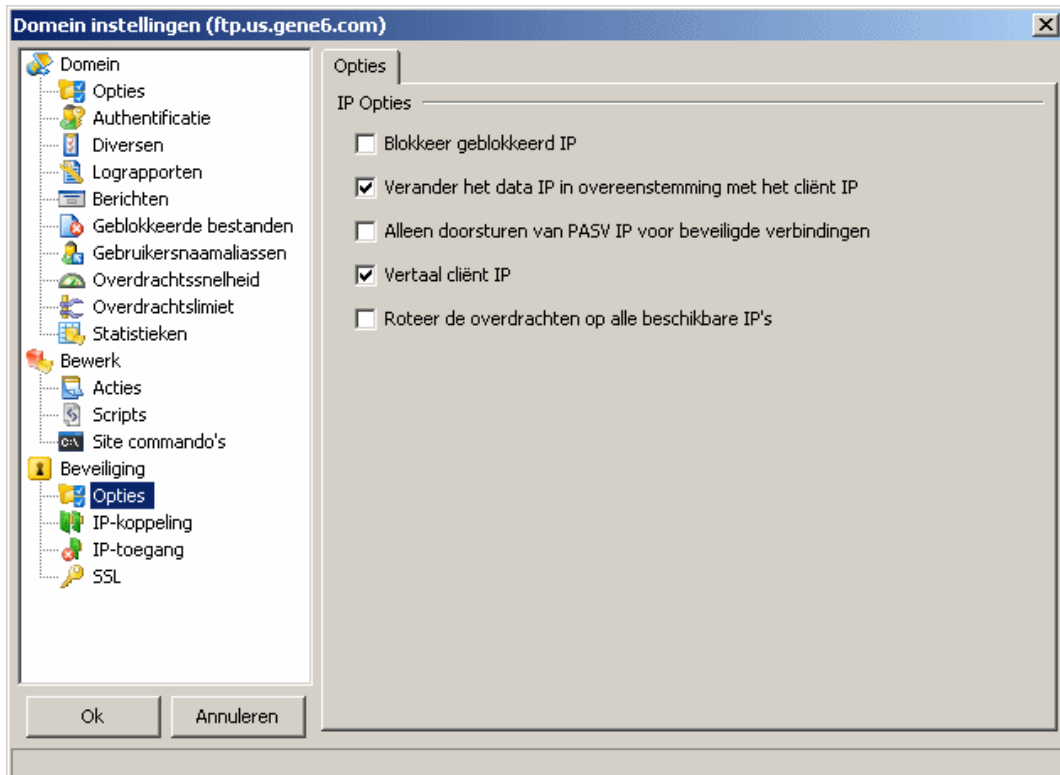 Domein instellingen (ftp.us.gene6.com)
Domein
Opties
Authentificatie
Diversen
Lograpporten
Berichten
Geblokkeerde bestanden
Gebruikersnaamaliassen
Overdrachtssnelheid
Overdrachtslimiet
Statistieken
Bewerk
Acties
Scripts
C:\ Site commando's
Beveiliging
Opties
IP-koppeling
IP-toegang
SSL
Ok
Annuleren
Opties
IP Opties
Blokkeer geblokkeerd IP
Verander het data IP in overeenstemming met het cliënt IP
Alleen doorsturen van PASV IP voor beveiligde verbindingen
Vertaal cliënt IP
Roteer de overdrachten op alle beschikbare IP's